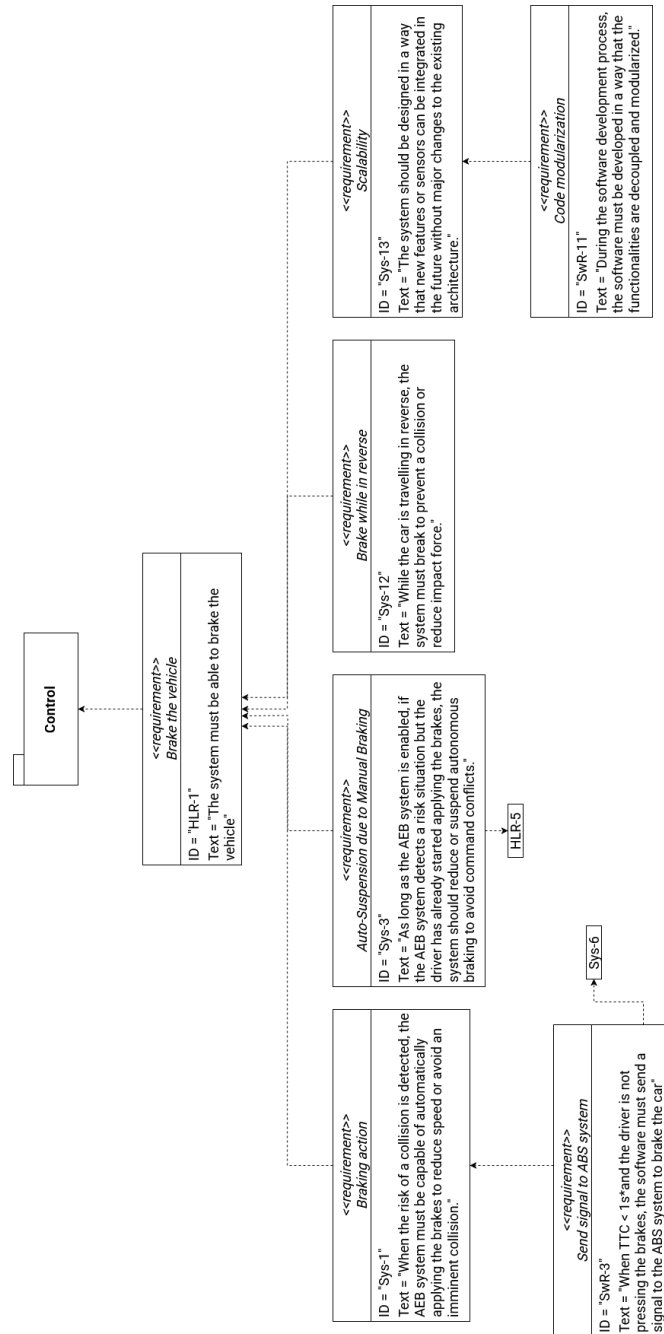 Control
<<requirement>>
Brake the vehicle
ID = "HLR-1"
Text = "The system must be able to brake the
vehicle"
<<requirement>>
Braking action
ID = "Sys-1"
Text = "When the risk of a collision is detected, the
AEB system must be capable of automatically
applying the brakes to reduce speed or avoid an
imminent collision."
<<requirement>>
Auto-Suspension due to Manual Braking
ID = "Sys-3"
Text = "As long as the AEB system is enabled, if
the AEB system detects a risk situation but the
driver has already started applying the brakes, the
system should reduce or suspend autonomous
braking to avoid command conflicts."
<<requirement>>
Brake while in reverse
ID = "Sys-12"
Text = "While the car is travelling in reverse, the
system must break to prevent a collision or
reduce impact force."
<<requirement>>
Scalability
ID = "Sys-13"
Text = "The system should be designed in a way
that new features or sensors can be integrated in
the future without major changes to the existing
architecture."
HLR-5
<<requirement>>
Code modularization
ID = "SwR-11"
Text = "During the software development process,
the software must be developed in a way that the
functionalities are decoupled and modularized."
Sys-6
<<requirement>>
Send signal to ABS system
ID = "SwR-3"
Text = "When TTC < 1s*and the driver is not
pressing the brakes, the software must send a
signal to the ABS system to brake the car"